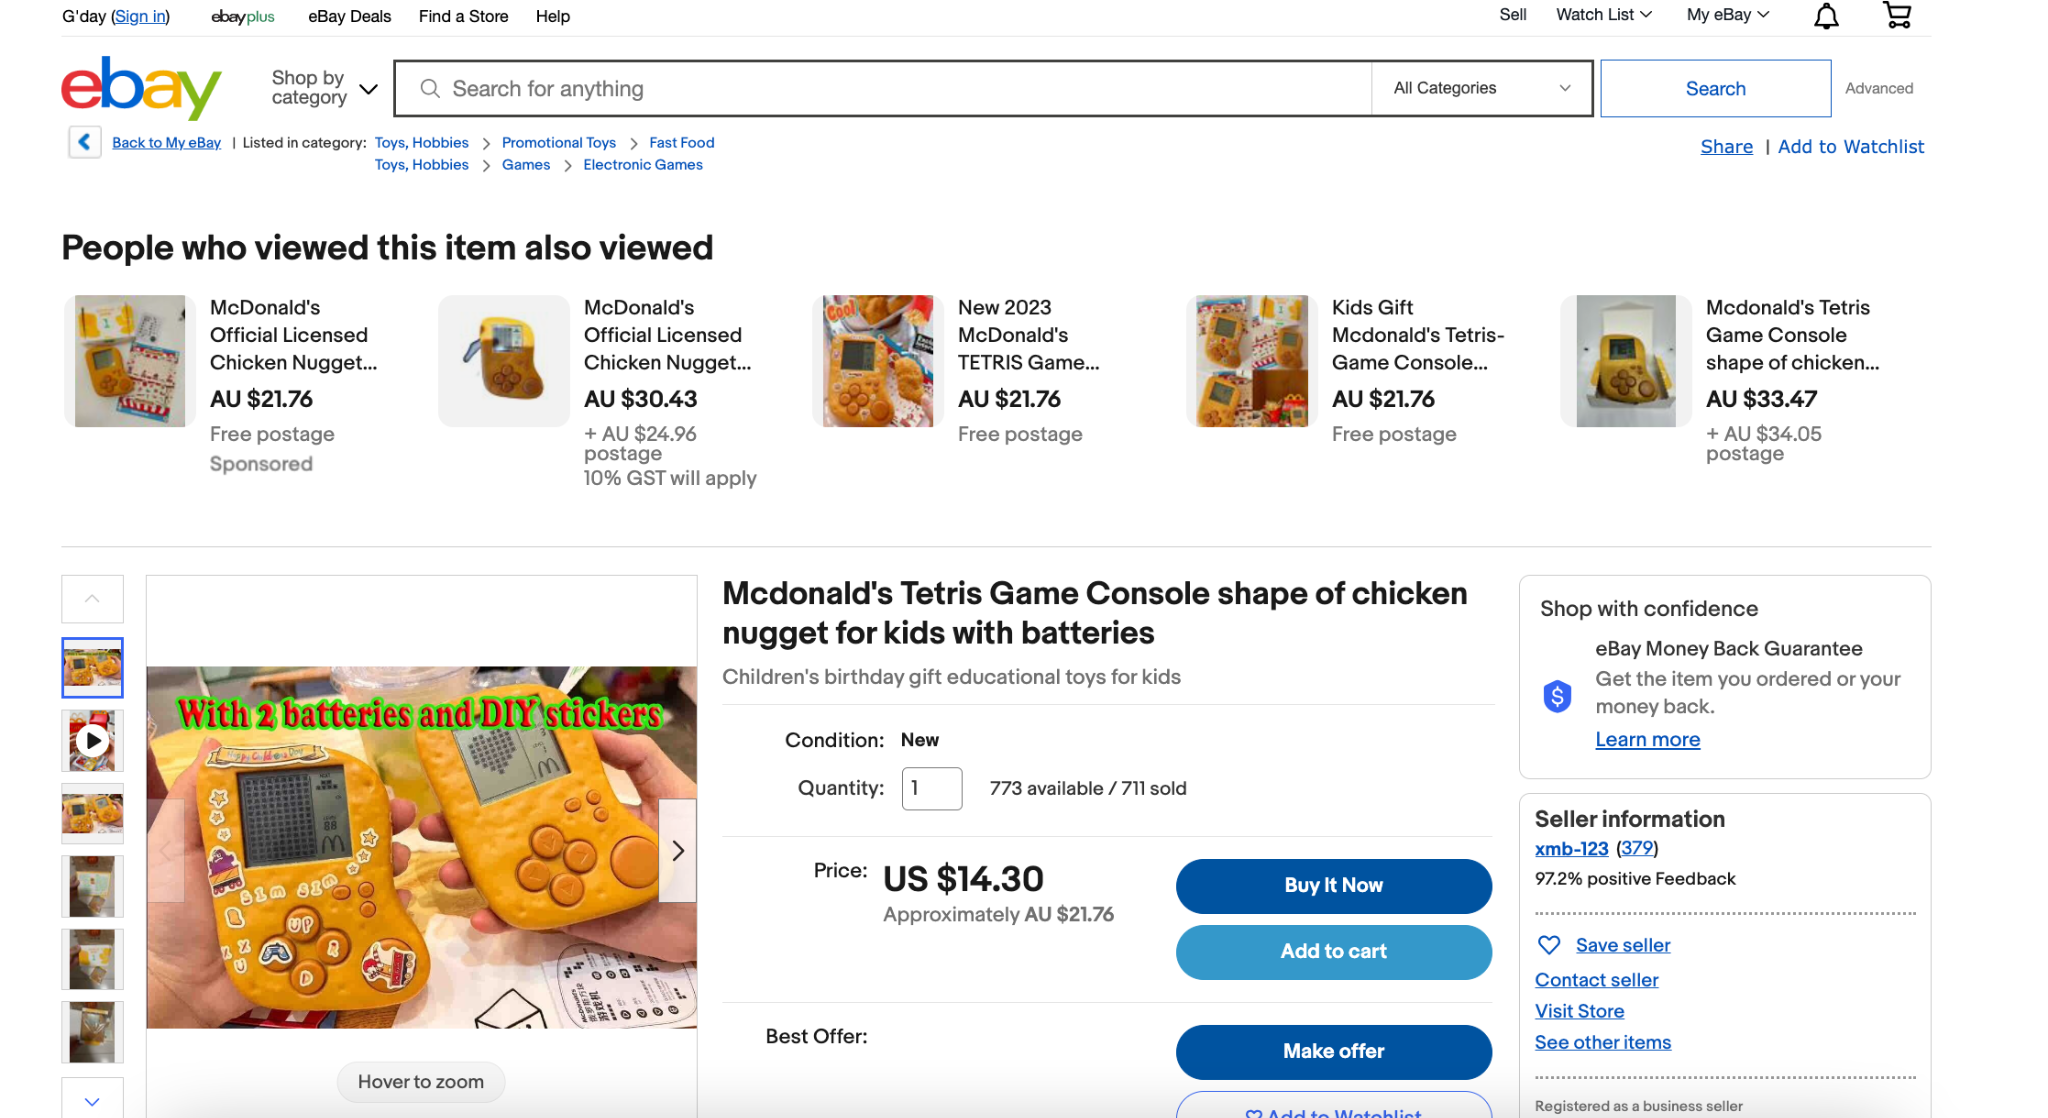 G'day (Sign in)
ebayplus
eBay Deals
Find a Store
Help
Sell
Watch List
My eBay
ebay
Shop by
category
Search for anything
All Categories
Search
Advanced
Back to My eBay | Listed in category: Toys, Hobbies > Promotional Toys > Fast Food
Toys, Hobbies > Games > Electronic Games
Share | Add to Watchlist
People who viewed this item also viewed
McDonald's
Official Licensed
Chicken Nugget...
AU $21.76
Free postage
Sponsored
McDonald's
Official Licensed
Chicken Nugget...
AU $30.43
+ AU $24.96
postage
10% GST will apply
Cool
New 2023
McDonald's
TETRIS Game...
AU $21.76
Free postage
Kids Gift
Mcdonald's Tetris-
Game Console...
AU $21.76
Free postage
Mcdonald's Tetris
Game Console
shape of chicken...
AU $33.47
+ AU $34.05
postage
With 2 batteries and DIY stickers
88
sim sim
UP
A
D
Hover to zoom
Mcdonald's Tetris Game Console shape of chicken
nugget for kids with batteries
Children's birthday gift educational toys for kids
Condition: New
Quantity: 1 773 available / 711 sold
Price: US $14.30
Approximately AU $21.76
Buy It Now
Add to cart
Best Offer:
Make offer
Add to Watchlist
Shop with confidence
eBay Money Back Guarantee
Get the item you ordered or your
money back.
Learn more
Seller information
xmb-123 (379)
97.2% positive Feedback
Save seller
Contact seller
Visit Store
See other items
Registered as a business seller